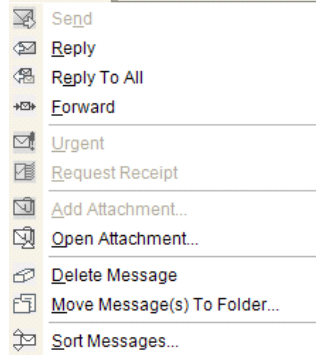 Send
Reply
Reply To All
Forward
Urgent
Request Receipt
Add Attachment...
Open Attachment...
Delete Message
Move Message(s) To Folder...
Sort Messages...